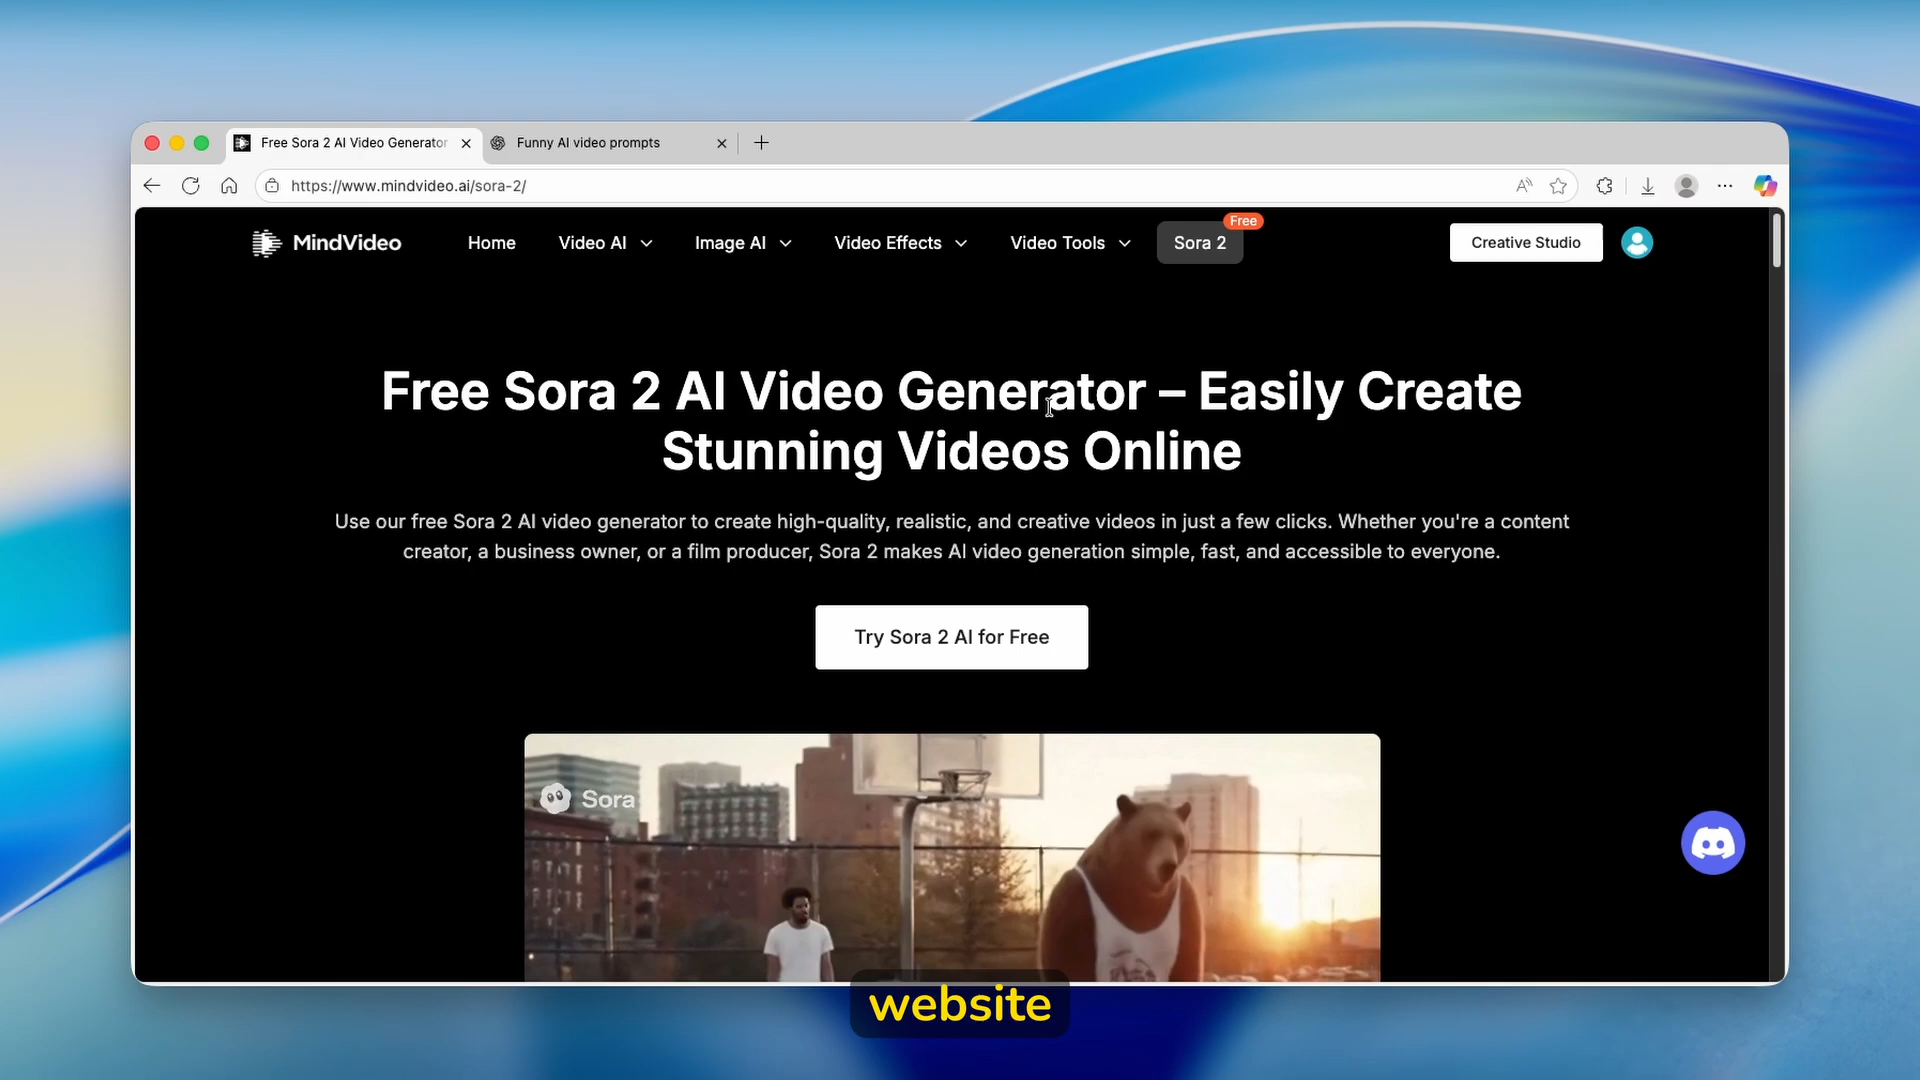 Free Sora 2 AI Video Generator
Funny AI video prompts
https://www.mindvideo.ai/sora-2/
MindVideo
Home
Video AI
Image AI
Video Effects
Video Tools
Sora 2
Free
Creative Studio
Free Sora 2 AI Video Generator – Easily Create
Stunning Videos Online
Use our free Sora 2 AI video generator to create high-quality, realistic, and creative videos in just a few clicks. Whether you're a content
creator, a business owner, or a film producer, Sora 2 makes AI video generation simple, fast, and accessible to everyone.
Try Sora 2 AI for Free
Sora
website